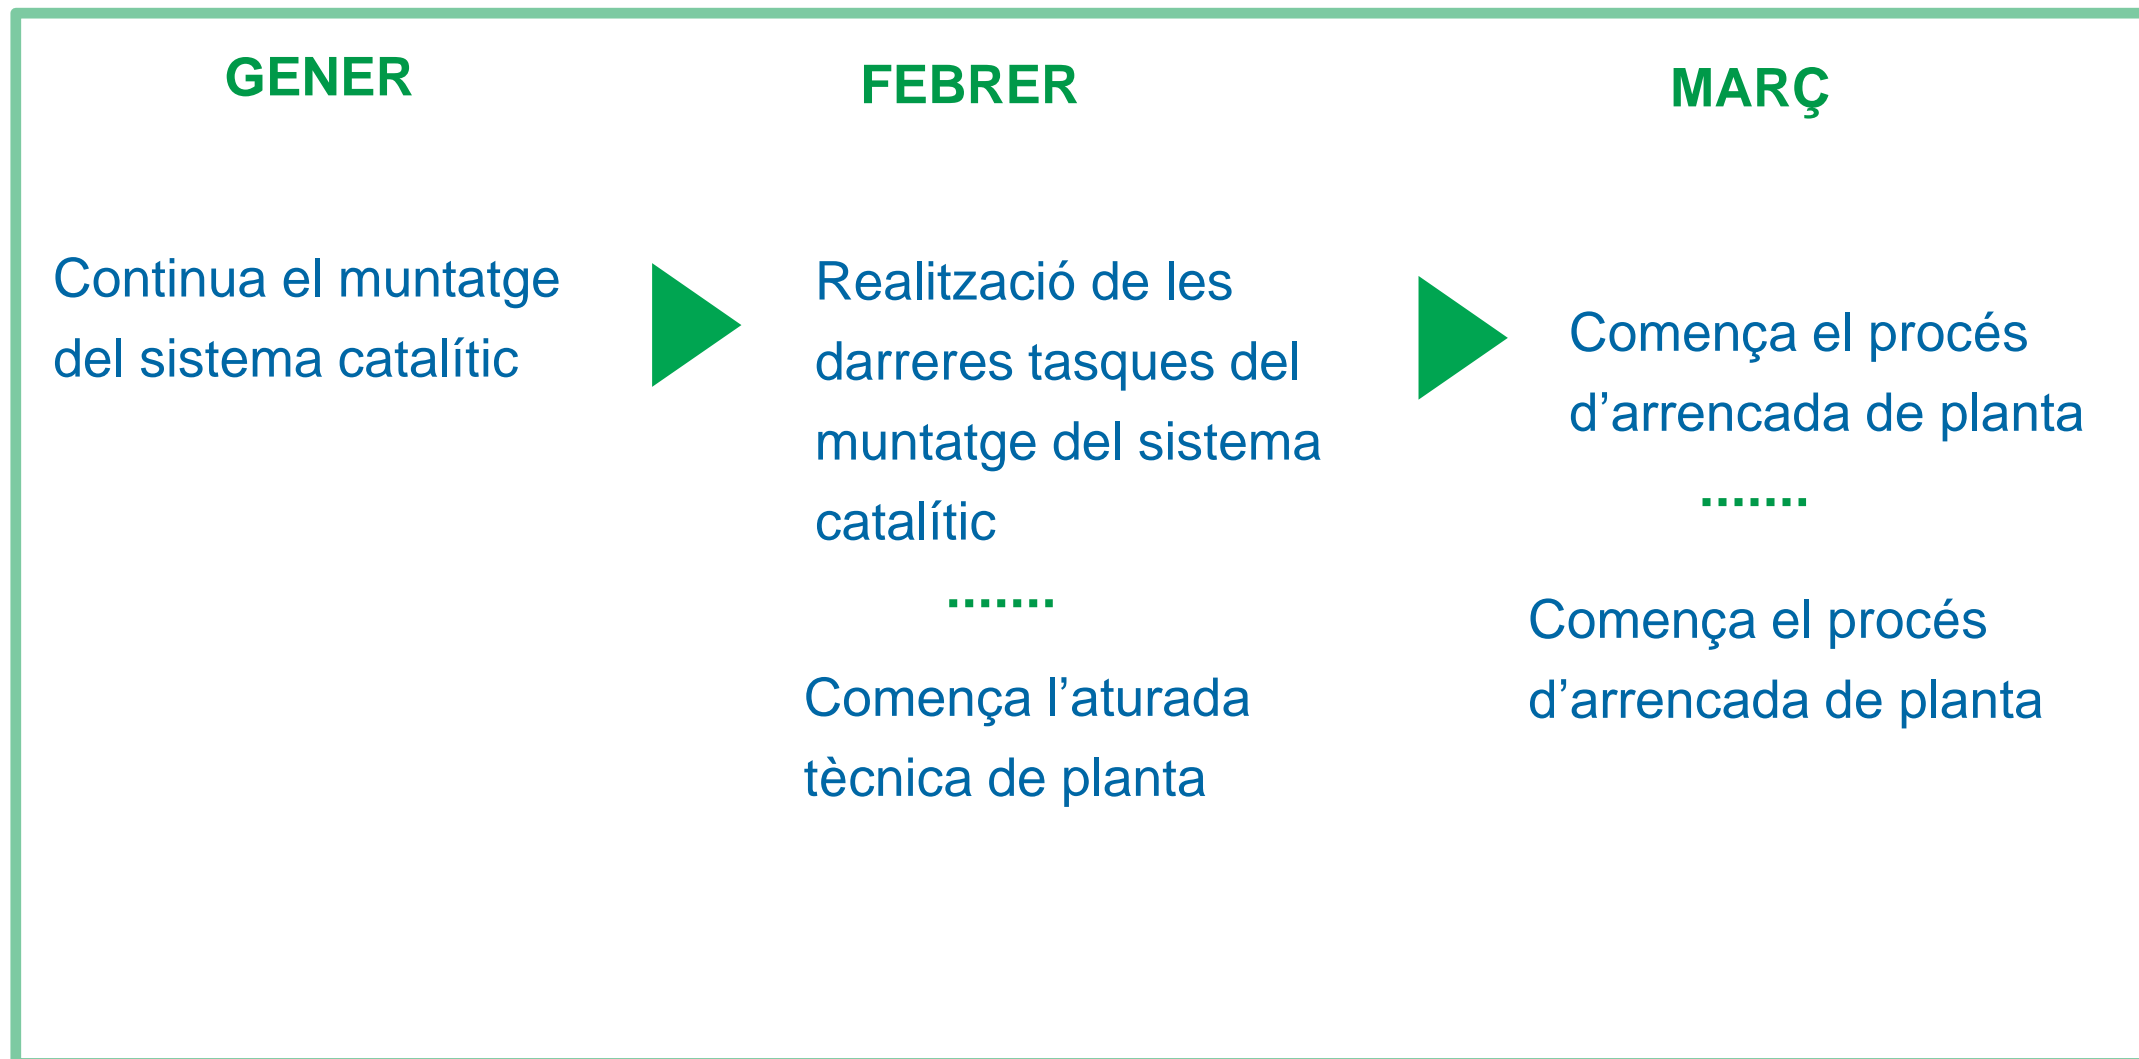 GENER
Continua el muntatge
del sistema catalític
FEBRER
Realització de les
darreres tasques del
muntatge del sistema
catalític
.......
Comença l’aturada
tècnica de planta
MARÇ
Comença el procés
d’arrencada de planta
.......
Comença el procés
d’arrencada de planta